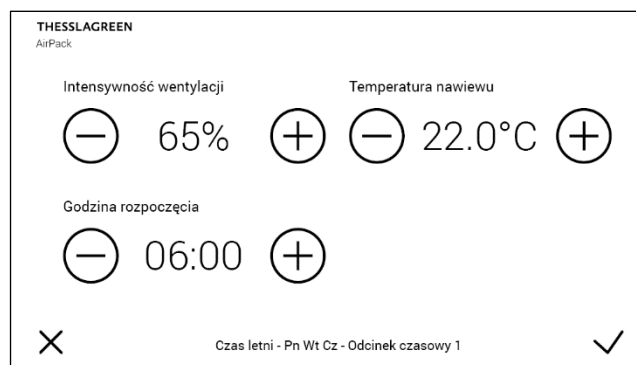 THESSLAGREEN
AirPack
Intensywność wentylacji
Temperatura nawiewu
65%
22.0°C
Godzina rozpoczęcia
06:00
Czas letni - Pn Wt Cz - Odcinek czasowy 1